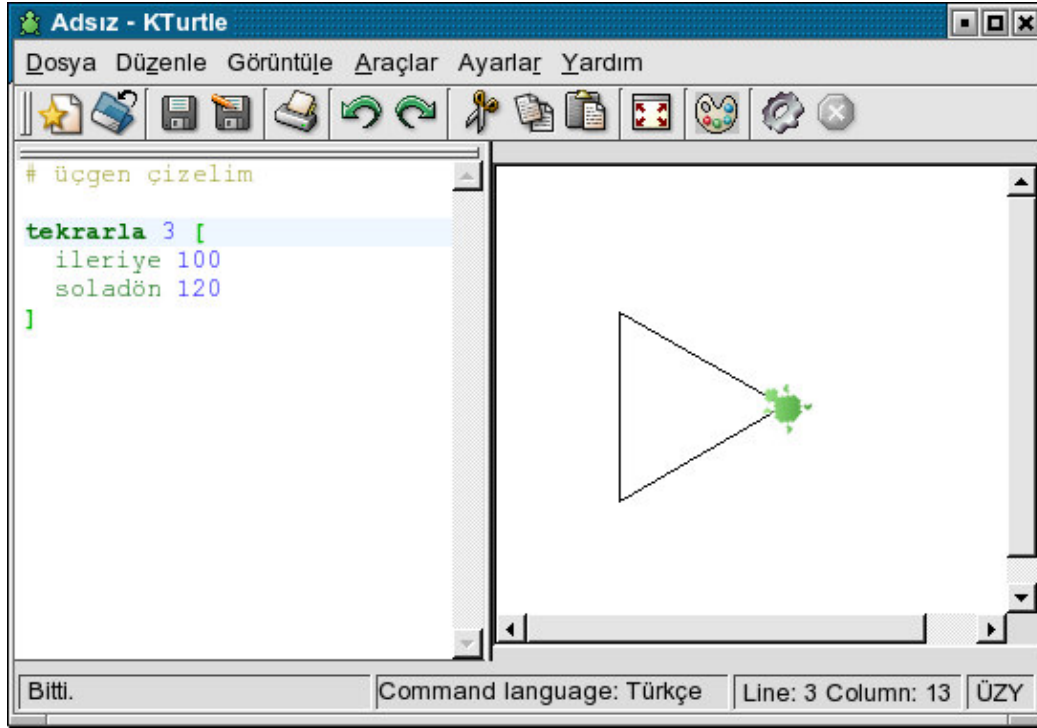 Adsız - KTurtle
Dosya Düzenle Görüntüle Araçlar Ayarlar Yardım
# üçgen çizelim
tekrarla 3 [
ileriye 100
soladön 120
]
Bitti. Command language: Türkçe Line: 3 Column: 13 ÜZY